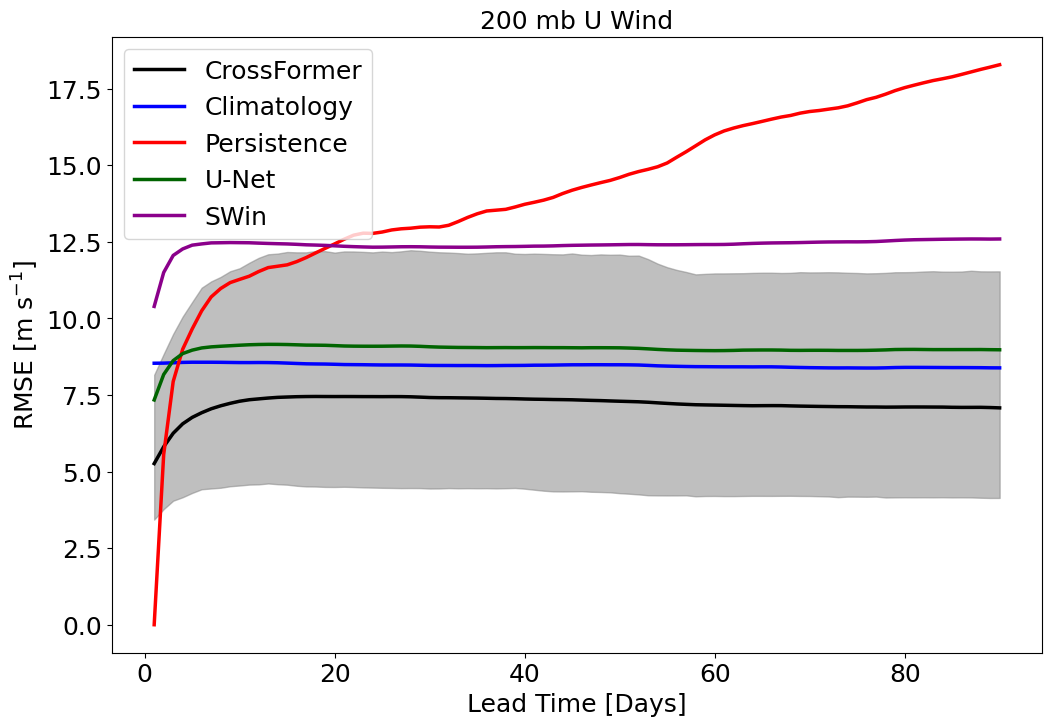 200 mb U Wind
CrossFormer
Climatology
Persistence
U-Net
SWin
RMSE [m s⁻¹]
17.5
15.0
12.5
10.0
7.5
5.0
2.5
0.0
0 20 40 60 80
Lead Time [Days]